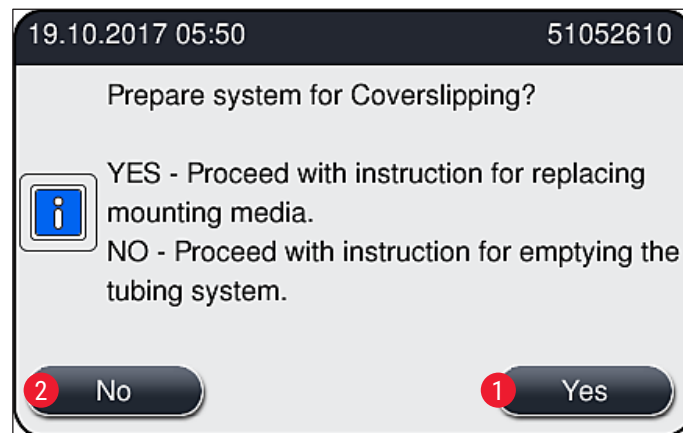 19.10.2017 05:50 51052610
Prepare system for Coverslipping?
YES - Proceed with instruction for replacing
mounting media.
NO - Proceed with instruction for emptying the
tubing system.
2 No 1 Yes